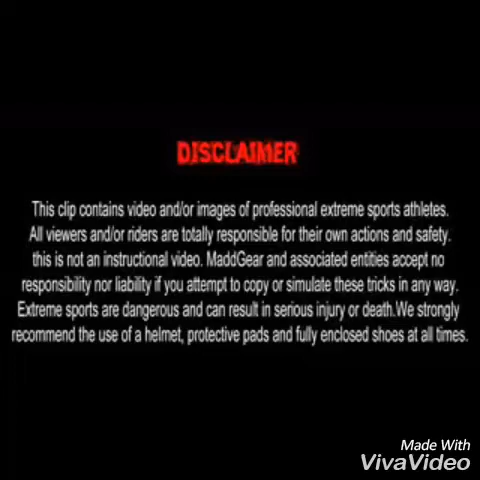 DISCLAIMER
This clip contains video and/or images of professional extreme sports athletes.
All viewers and/or riders are totally responsible for their own actions and safety.
this is not an instructional video. MaddGear and associated entities accept no
responsibility nor liability if you attempt to copy or simulate these tricks in any way.
Extreme sports are dangerous and can result in serious injury or death.We strongly
recommend the use of a helmet, protective pads and fully enclosed shoes at all times.
Made With
VivaVideo